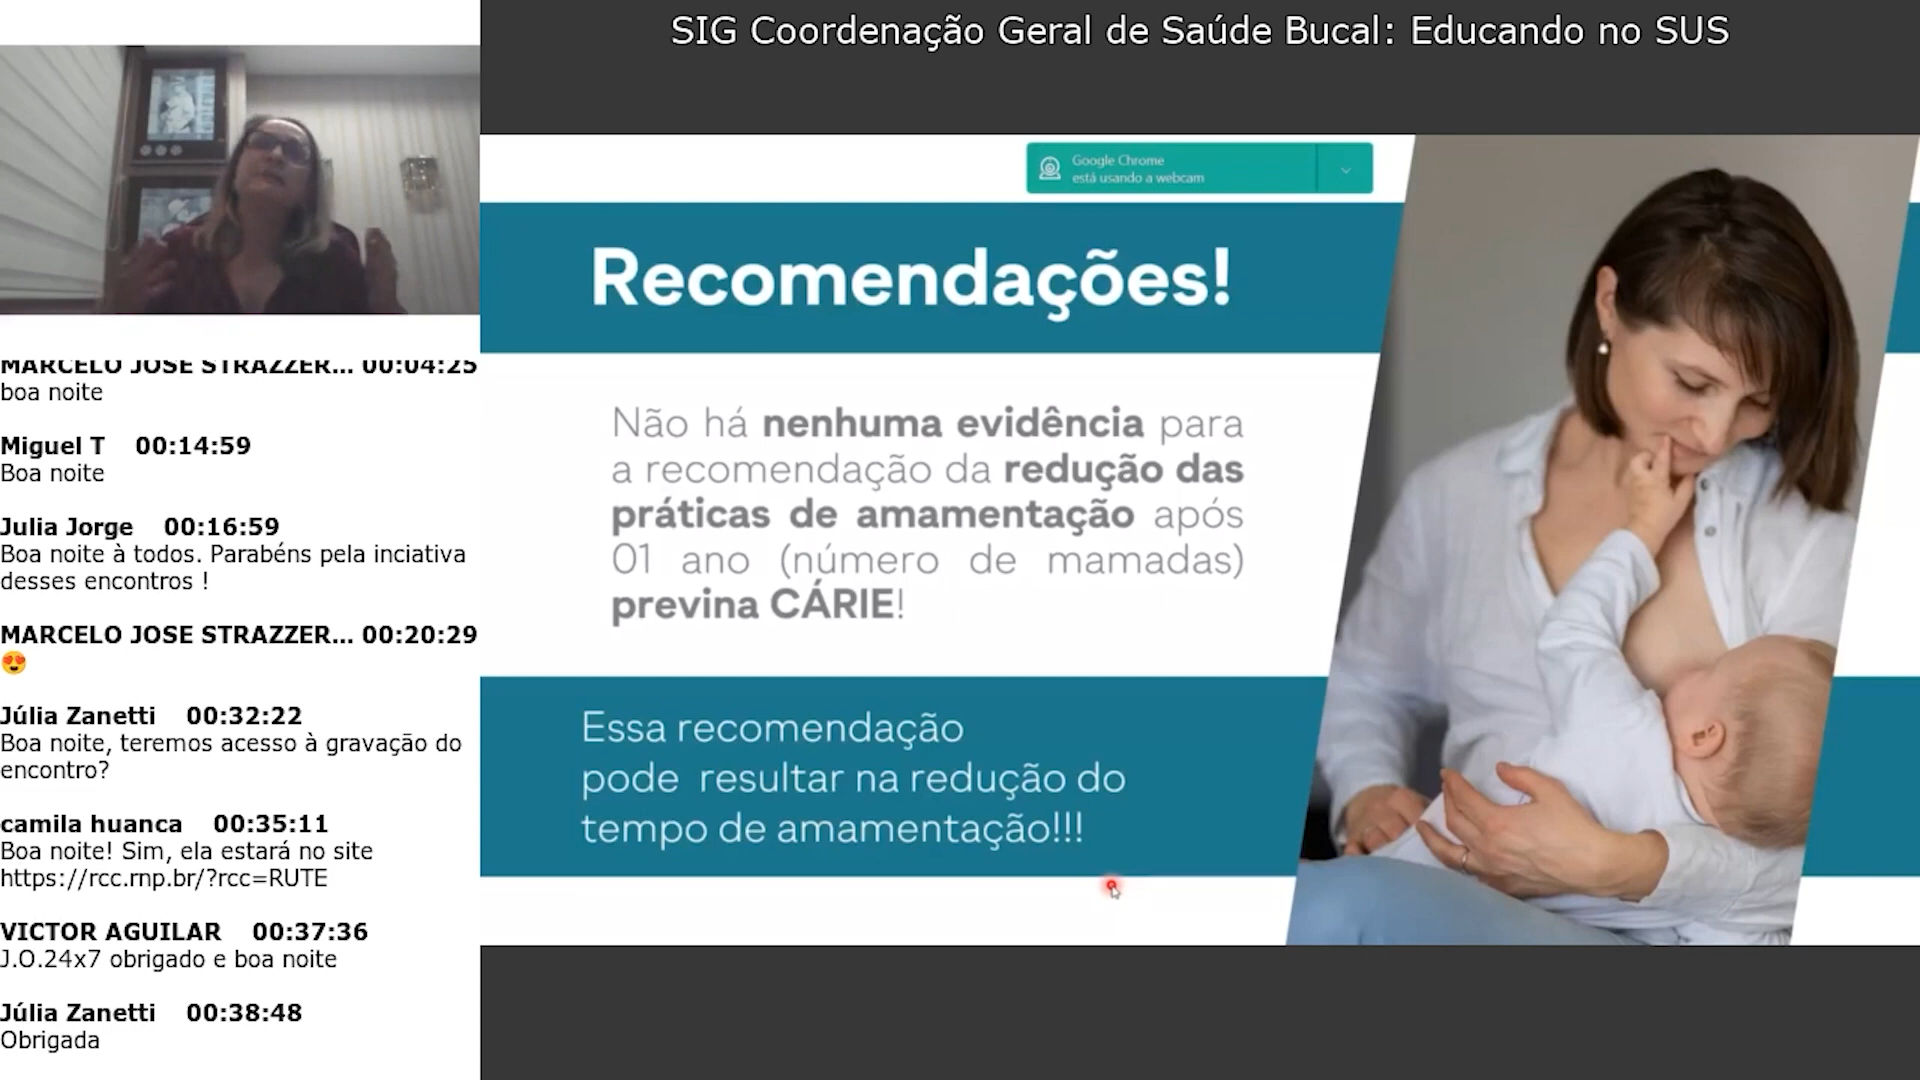 SIG Coordenação Geral de Saúde Bucal: Educando no SUS
MARCELO JOSE STRAZZER... 00:04:25
boa noite
Miguel T 00:14:59
Boa noite
Julia Jorge 00:16:59
Boa noite à todos. Parabéns pela inciativa
desses encontros !
MARCELO JOSE STRAZZER... 00:20:29
😍
Júlia Zanetti 00:32:22
Boa noite, teremos acesso à gravação do
encontro?
camila huanca 00:35:11
Boa noite! Sim, ela estará no site
https://rcc.rnp.br/?rcc=RUTE
VICTOR AGUILAR 00:37:36
J.O.24x7 obrigado e boa noite
Júlia Zanetti 00:38:48
Obrigada
Google Chrome
está usando a webcam
Recomendações!
Não há nenhuma evidência para
a recomendação da redução das
práticas de amamentação após
01 ano (número de mamadas)
previna CÁRIE!
Essa recomendação
pode resultar na redução do
tempo de amamentação!!!